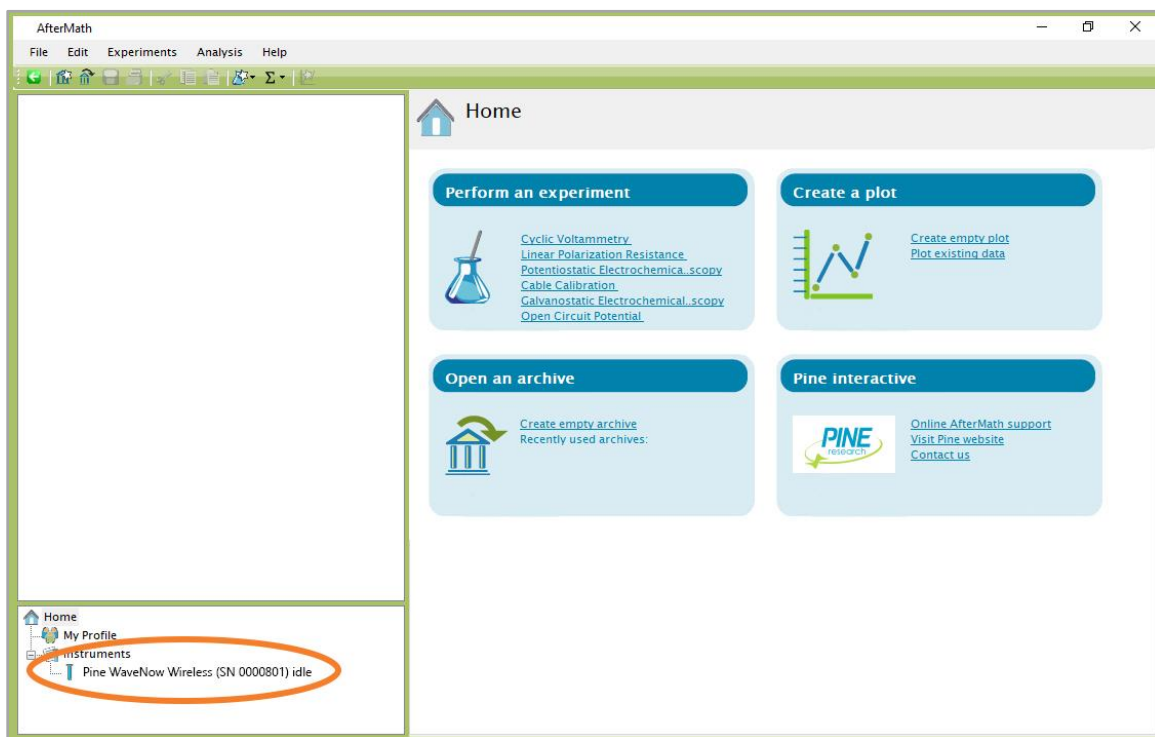 AfterMath
File Edit Experiments Analysis Help
Home
Perform an experiment
Cyclic Voltammetry
Linear Polarization Resistance
Potentiostatic Electrochemica..scopy
Cable Calibration
Galvanostatic Electrochemical..scopy
Open Circuit Potential
Create a plot
Create empty plot
Plot existing data
Open an archive
Create empty archive
Recently used archives:
Pine interactive
PINE
research
Online AfterMath support
Visit Pine website
Contact us
Home
My Profile
Instruments
Pine WaveNow Wireless (SN 0000801) idle